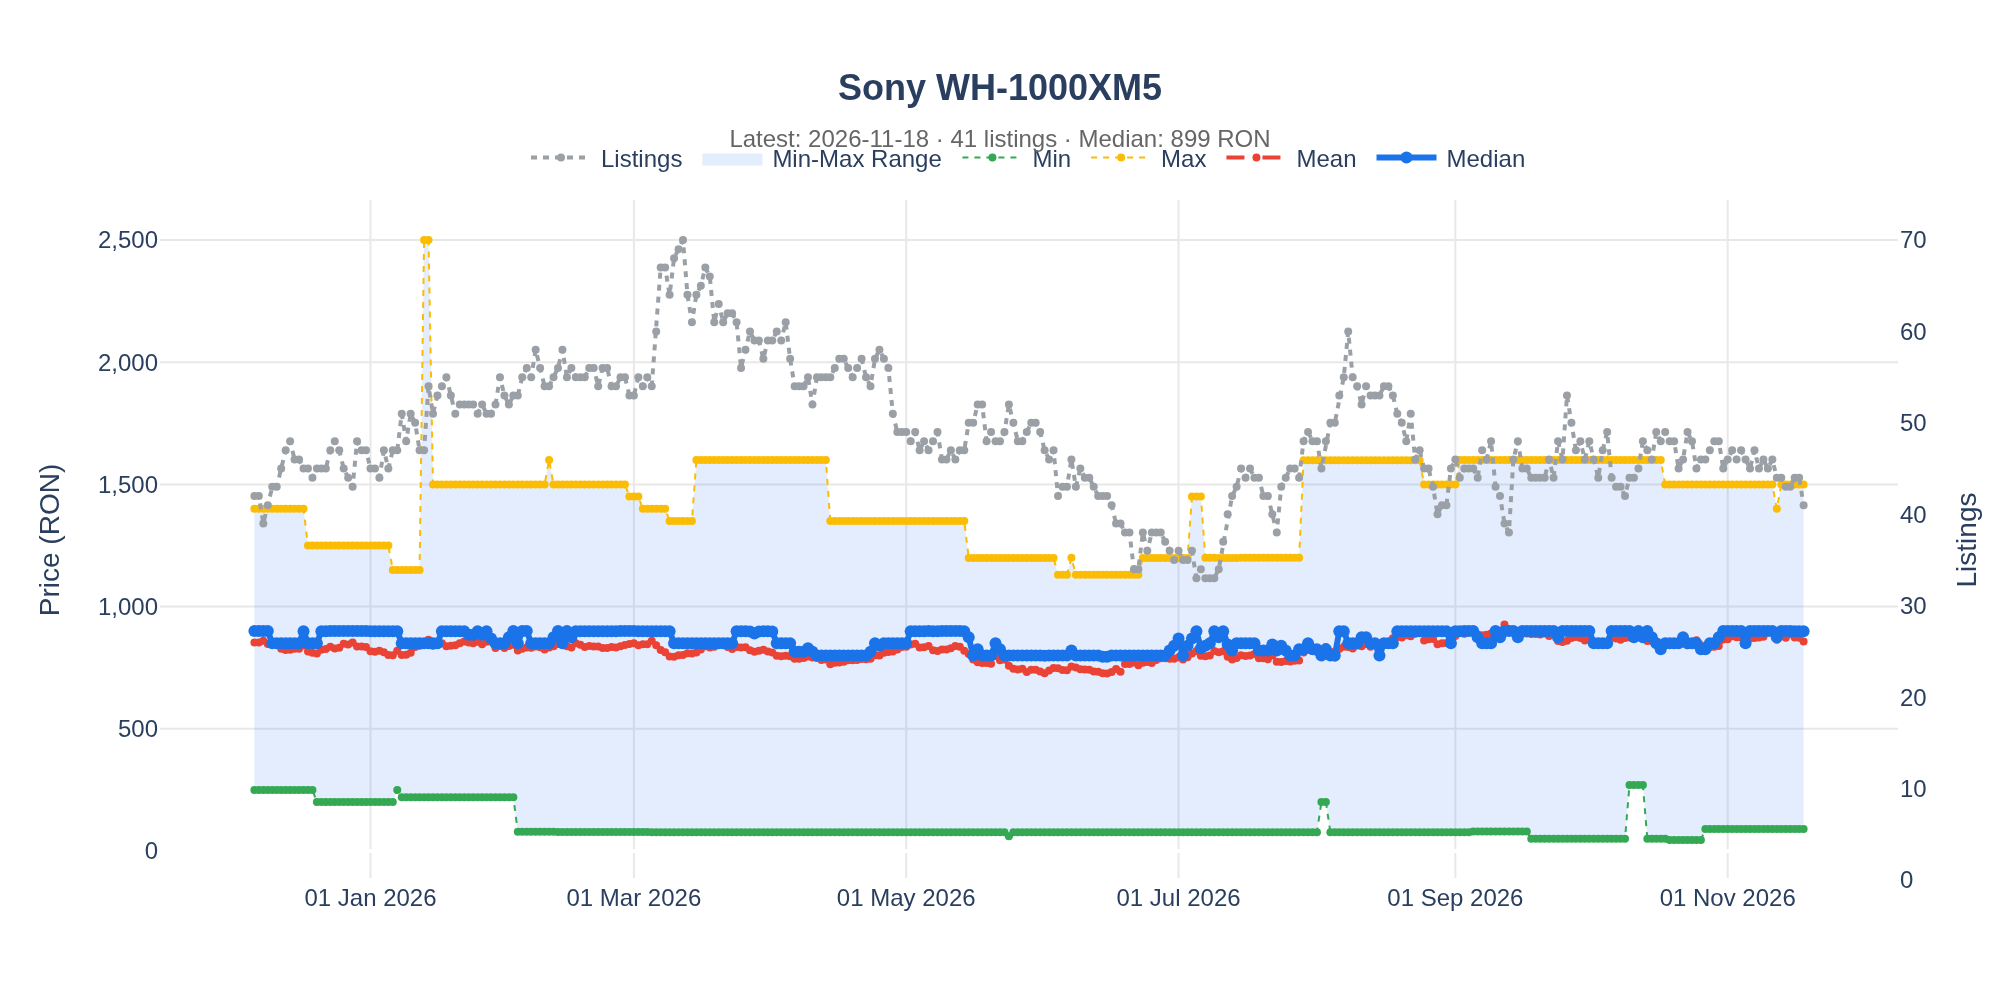 Sony WH-1000XM5
Latest: 2026-11-18 · 41 listings · Median: 899 RON
Listings Min-Max Range Min Max Mean Median
2,500
2,000
1,500
1,000
500
0
Price (RON)
70
60
50
40
30
20
10
0
Listings
01 Jan 2026 01 Mar 2026 01 May 2026 01 Jul 2026 01 Sep 2026 01 Nov 2026